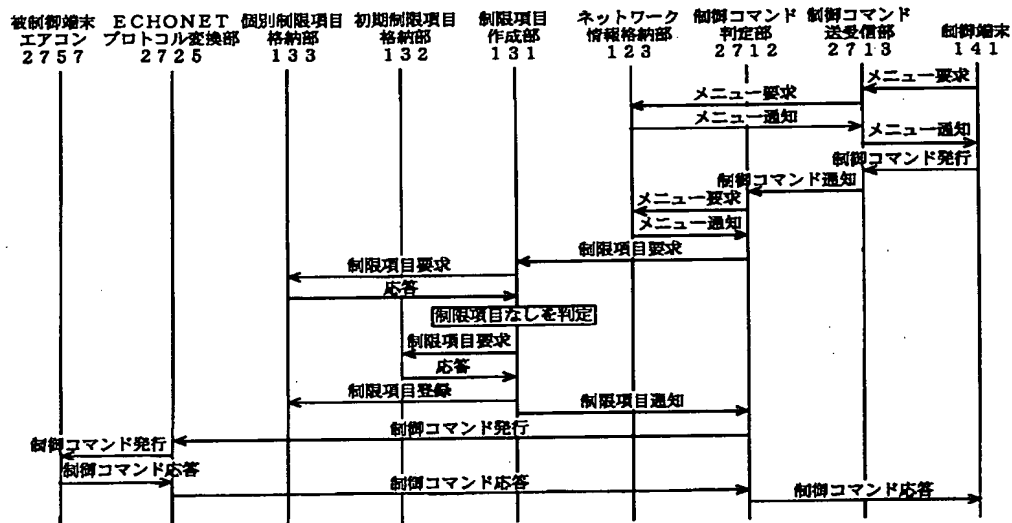 被制御端末
エアコン
2757
ECHONET
プロトコル変換部
2725
個別制限項目
格納部
133
初期制限項目
格納部
132
制限項目
作成部
131
ネットワーク
情報格納部
123
制御コマンド
判定部
2712
制御コマンド
送受信部
2713
制御端末
141
メニュー要求
メニュー要求
メニュー通知
メニュー通知
制御コマンド発行
制御コマンド通知
メニュー要求
メニュー通知
制限項目要求
制限項目要求
応答
制限項目なしを判定
制限項目要求
応答
制限項目登録
制限項目通知
制御コマンド発行
制御コマンド発行
制御コマンド応答
制御コマンド応答
制御コマンド応答